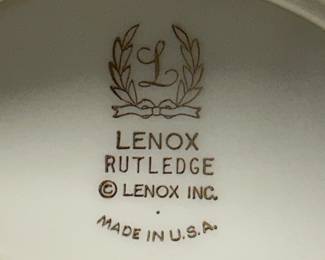 L
LENOX
RUTLEDGE
© LENOX INC.
MADE IN U.S.A.